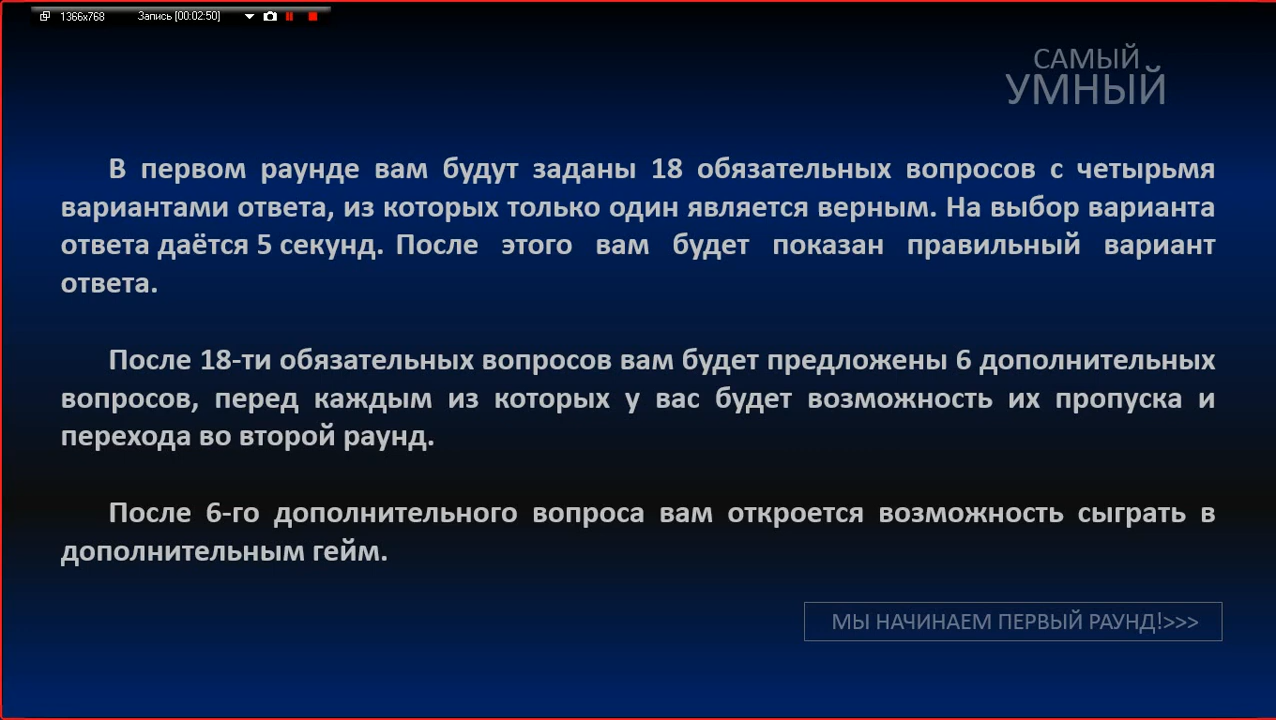 1366x768 Запись [00:02:50]
САМЫЙ
УМНЫЙ
В первом раунде вам будут заданы 18 обязательных вопросов с четырьмя
вариантами ответа, из которых только один является верным. На выбор варианта
ответа даётся 5 секунд. После этого вам будет показан правильный вариант
ответа.
После 18-ти обязательных вопросов вам будет предложены 6 дополнительных
вопросов, перед каждым из которых у вас будет возможность их пропуска и
перехода во второй раунд.
После 6-го дополнительного вопроса вам откроется возможность сыграть в
дополнительным гейм.
МЫ НАЧИНАЕМ ПЕРВЫЙ РАУНД!>>>